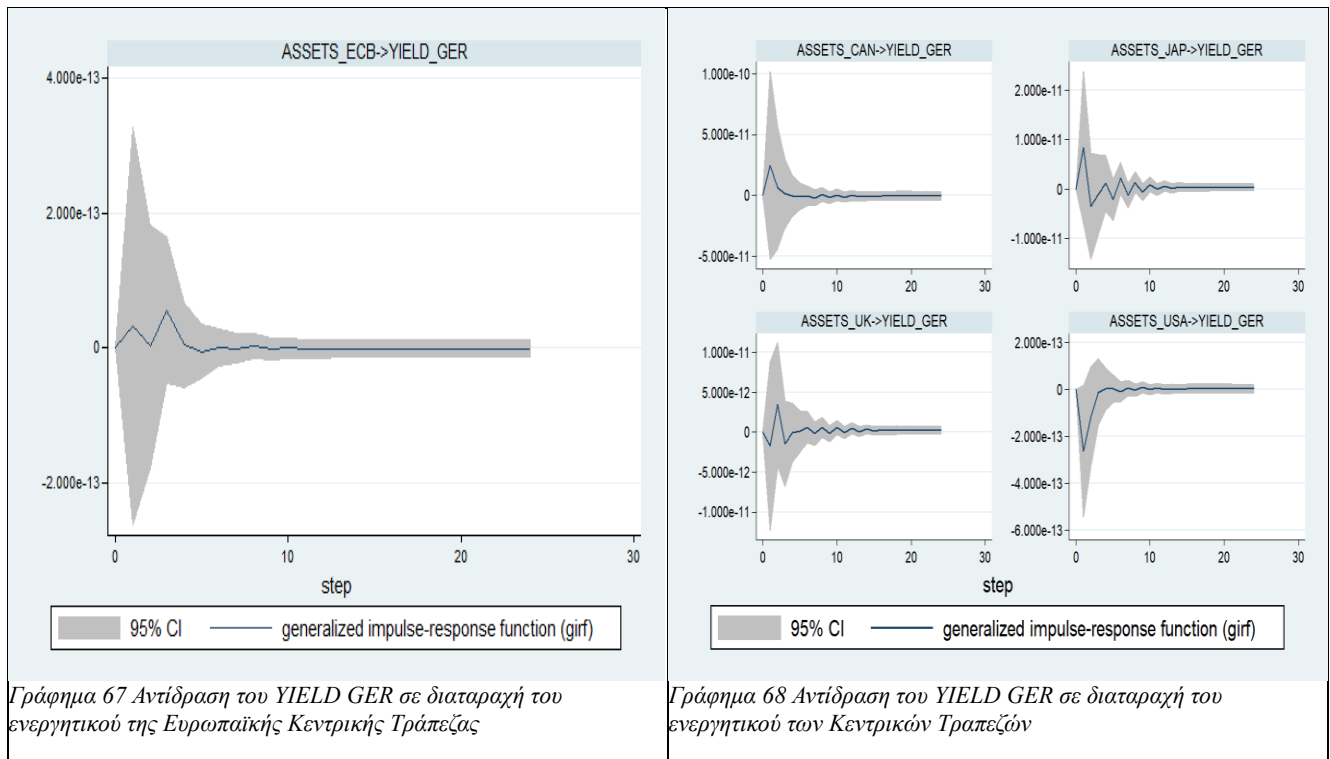 ASSETS_ECB->YIELD_GER
4.000e-13
2.000e-13
0
-2.000e-13
0
10
20
30
step
95% CI
generalized impulse-response function (girf)
ASSETS_CAN->YIELD_GER
1.000e-10
5.000e-11
0
-5.000e-11
0
10
20
30
ASSETS_JAP->YIELD_GER
2.000e-11
1.000e-11
0
-1.000e-11
0
10
20
30
ASSETS_UK->YIELD_GER
1.000e-11
5.000e-12
0
-5.000e-12
-1.000e-11
0
10
20
30
ASSETS_USA->YIELD_GER
2.000e-13
0
-2.000e-13
-4.000e-13
-6.000e-13
0
10
20
30
step
95% CI
generalized impulse-response function (girf)
Γράφημα 67 Αντίδραση του YIELD GER σε διαταραχή του
ενεργητικού της Ευρωπαϊκής Κεντρικής Τράπεζας
Γράφημα 68 Αντίδραση του YIELD GER σε διαταραχή του
ενεργητικού των Κεντρικών Τραπεζών